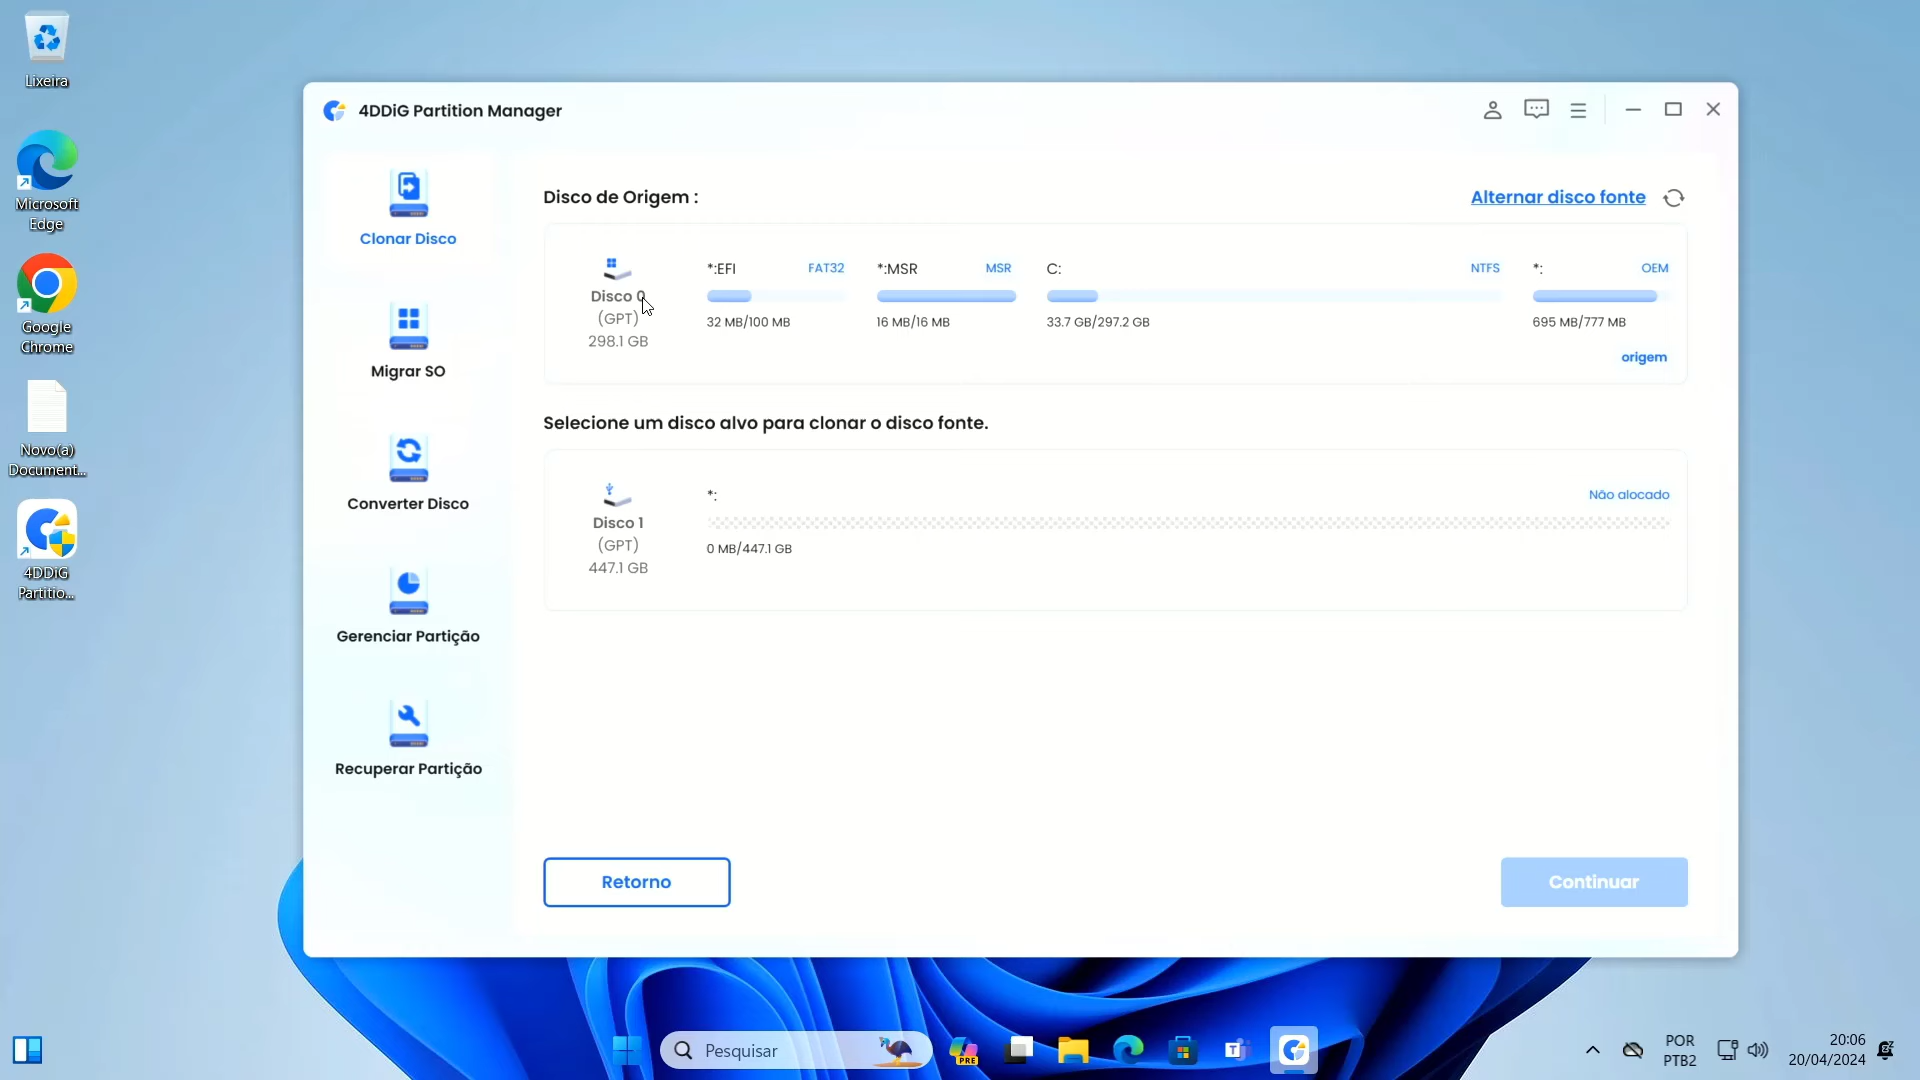 Lixeira
Microsoft
Edge
Google
Chrome
Novo(a)
Document...
4DDiG
Partitio...
4DDiG Partition Manager
Clonar Disco
Migrar SO
Converter Disco
Gerenciar Partição
Recuperar Partição
Disco de Origem :
Alternar disco fonte
Disco 0
(GPT)
298.1 GB
*:EFI FAT32
32 MB/100 MB
*:MSR MSR
16 MB/16 MB
C: NTFS
33.7 GB/297.2 GB
*: OEM
695 MB/777 MB
origem
Selecione um disco alvo para clonar o disco fonte.
Disco 1
(GPT)
447.1 GB
*: Não alocado
0 MB/447.1 GB
Retorno
Continuar
Pesquisar
PRE
POR
PTB2
20:06
20/04/2024